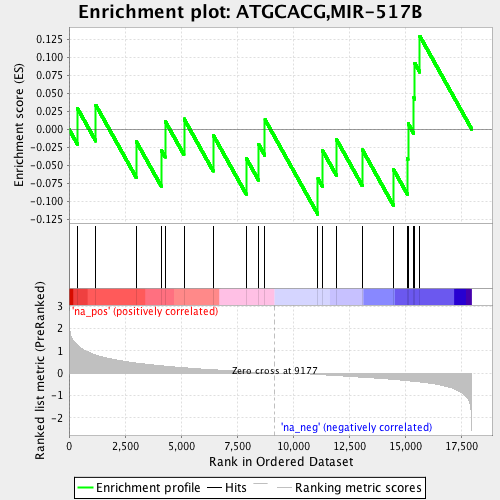 Enrichment plot: ATGCACG,MIR-517B
Enrichment score (ES)
0.125
0.100
0.075
0.050
0.025
0.000
-0.025
-0.050
-0.075
-0.100
-0.125
'na_pos' (positively correlated)
Ranked list metric (PreRanked)
3
2
1
0
-1
-2
Zero cross at 9177
'na_neg' (negatively correlated)
0
2,500
5,000
7,500
10,000
12,500
15,000
17,500
Rank in Ordered Dataset
Enrichment profile
Hits
Ranking metric scores